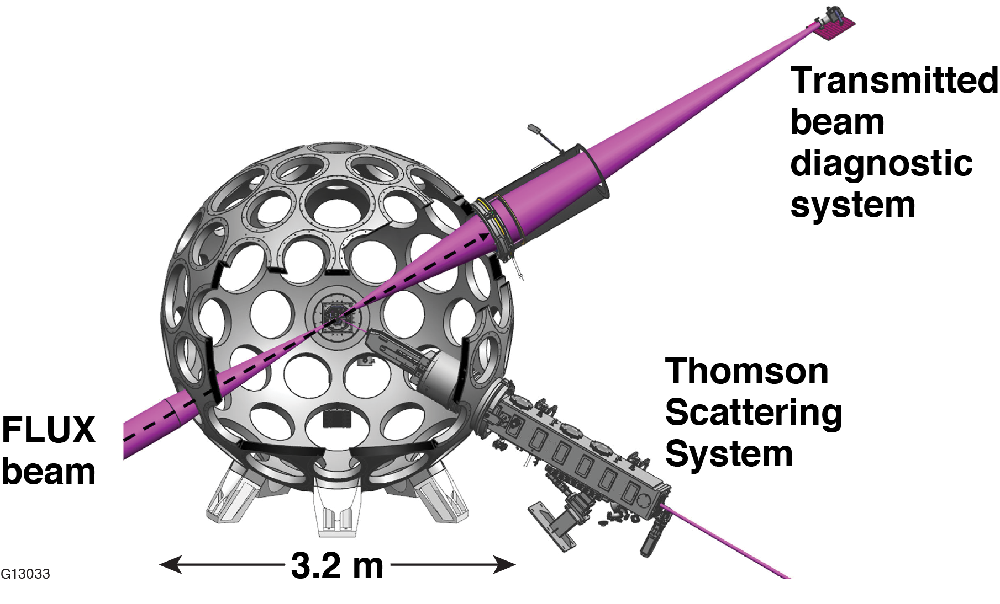 Transmitted
beam
diagnostic
system
Thomson
Scattering
System
FLUX
beam
3.2 m
G13033